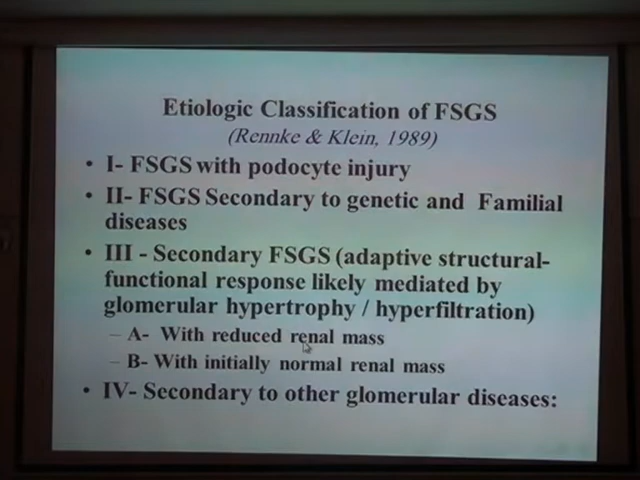 Etiologic Classification of FSGS
(Rennke & Klein, 1989)
• I- FSGS with podocyte injury
• II- FSGS Secondary to genetic and Familial
diseases
• III - Secondary FSGS (adaptive structural-
functional response likely mediated by
glomerular hypertrophy / hyperfiltration)
– A- With reduced renal mass
– B- With initially normal renal mass
• IV- Secondary to other glomerular diseases: